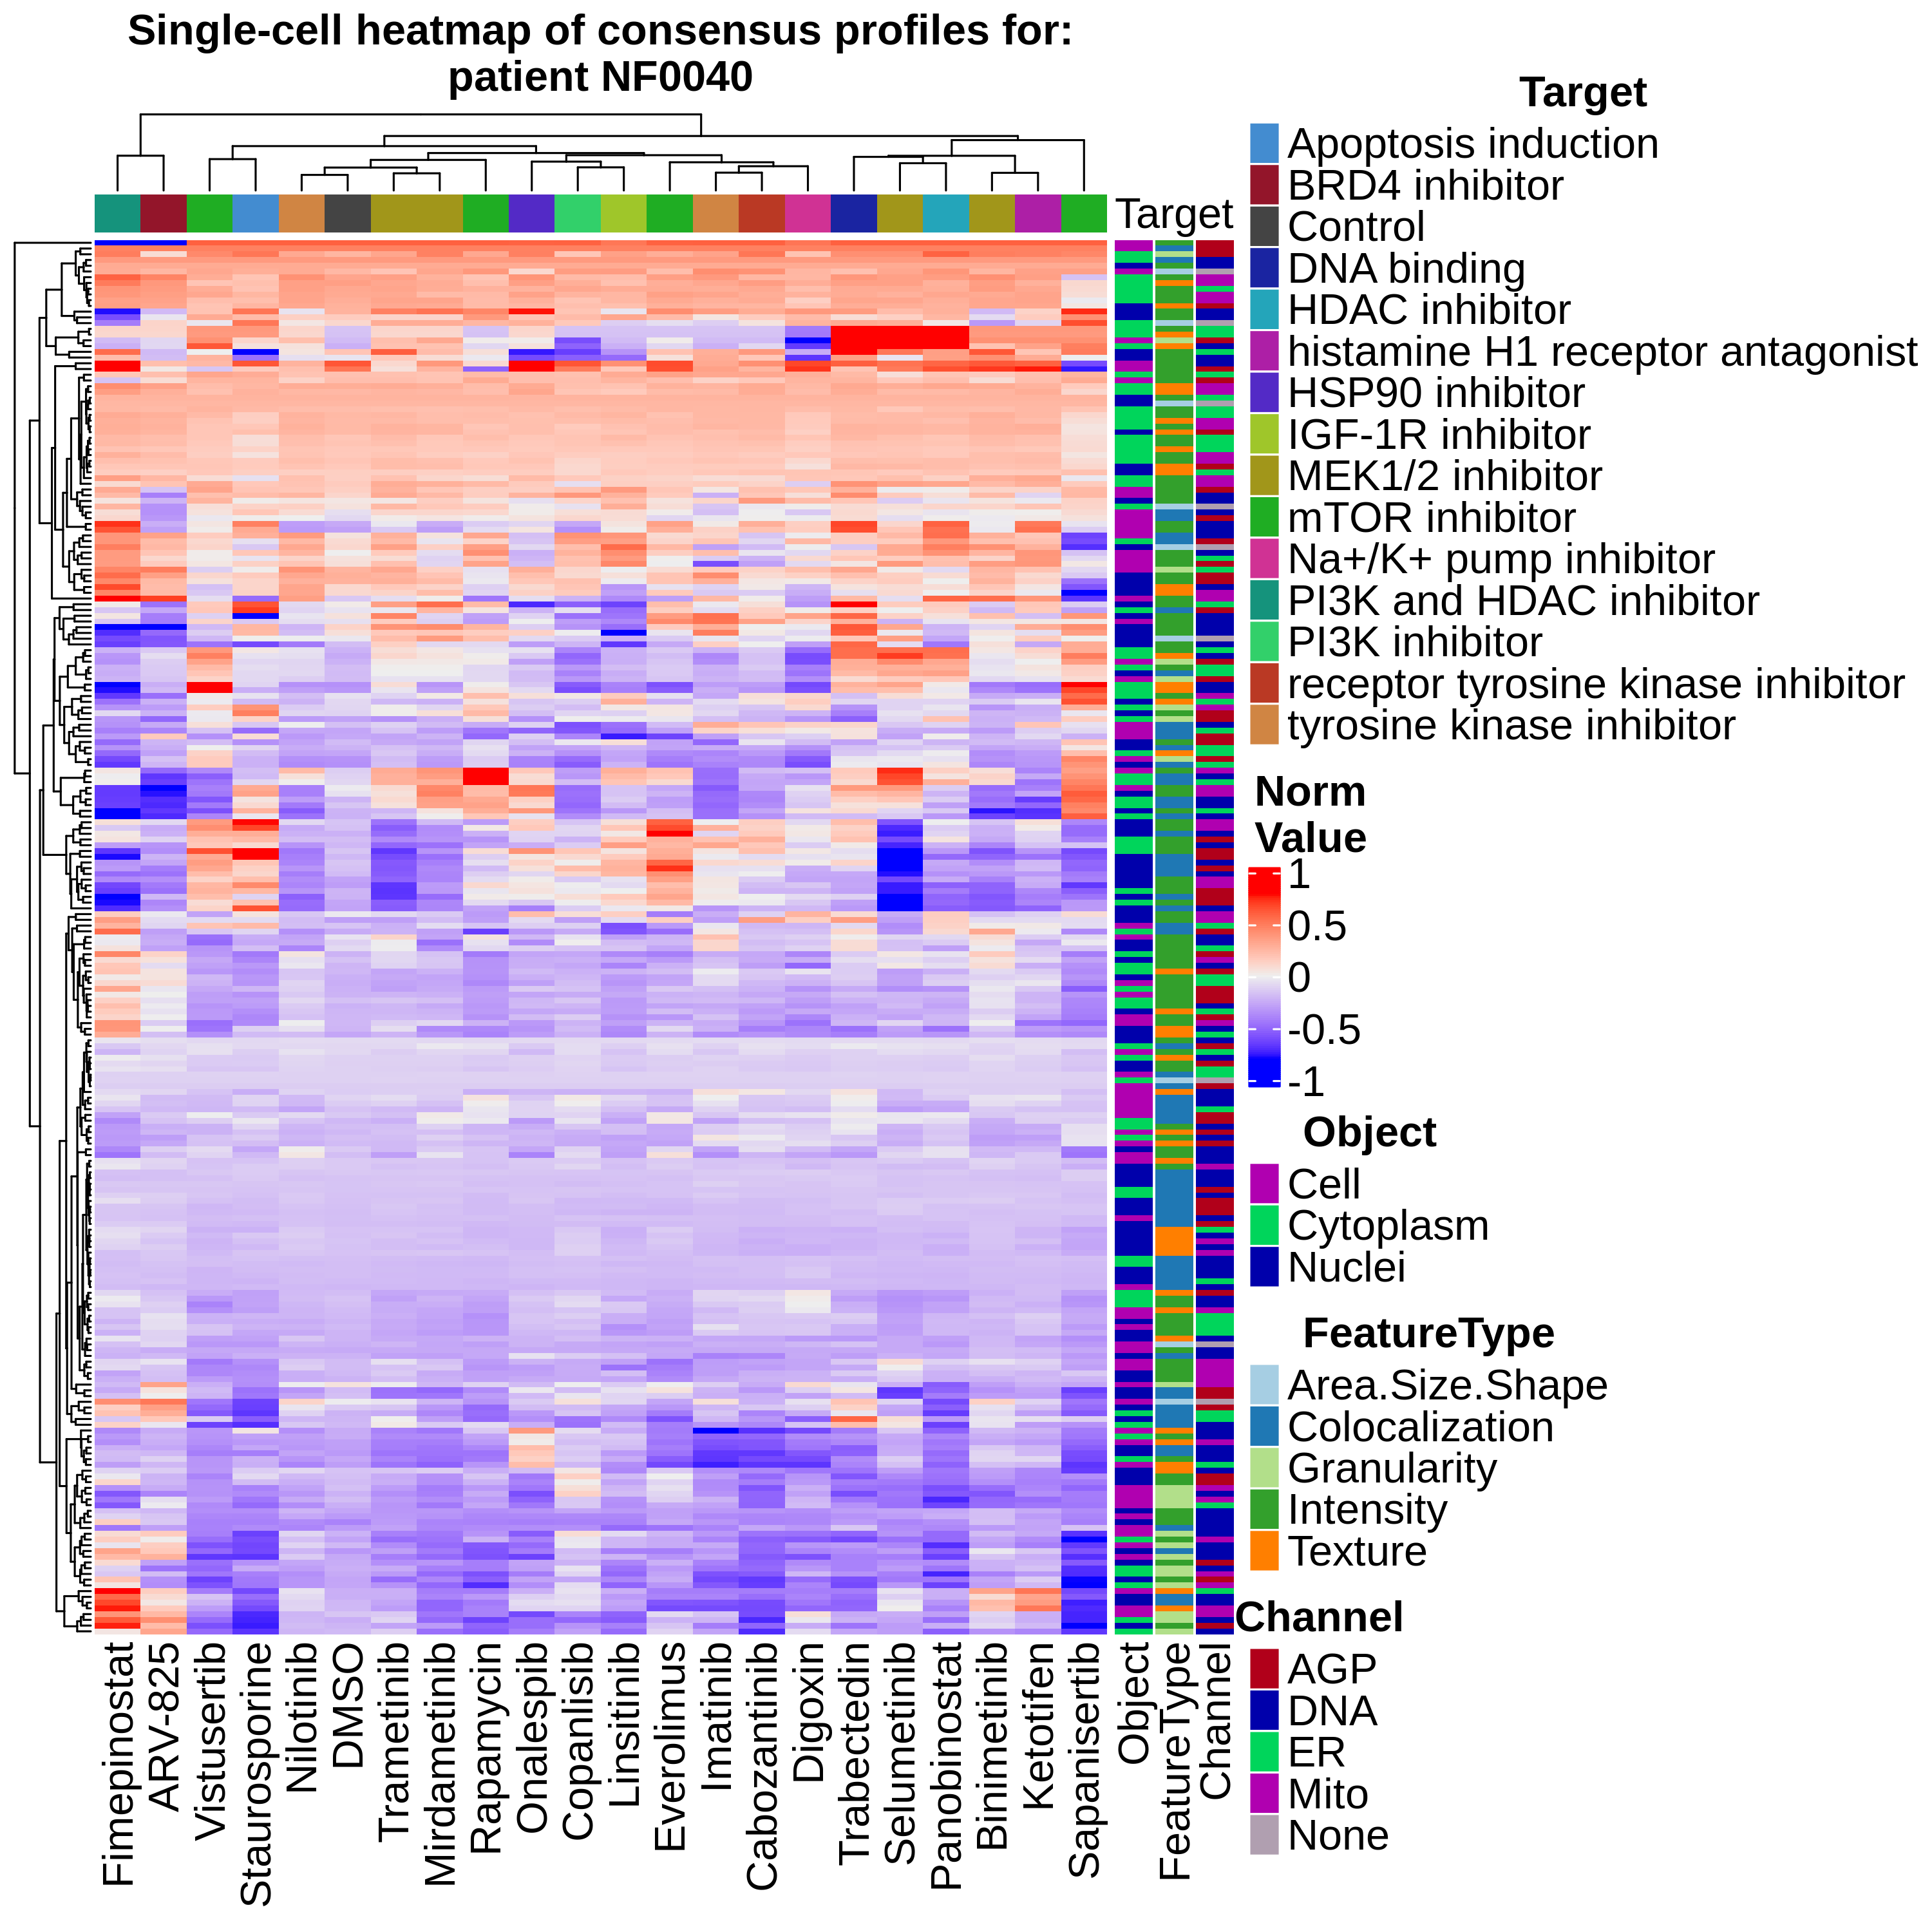 Single-cell heatmap of consensus profiles for:
patient NF0040
Target
Target
Apoptosis induction
BRD4 inhibitor
Control
DNA binding
HDAC inhibitor
histamine H1 receptor antagonist
HSP90 inhibitor
IGF-1R inhibitor
MEK1/2 inhibitor
mTOR inhibitor
Na+/K+ pump inhibitor
PI3K and HDAC inhibitor
PI3K inhibitor
receptor tyrosine kinase inhibitor
tyrosine kinase inhibitor
Norm
Value
1
0.5
0
-0.5
-1
Object
Cell
Cytoplasm
Nuclei
FeatureType
Area.Size.Shape
Colocalization
Granularity
Intensity
Texture
Channel
AGP
DNA
ER
Mito
None
Fimepinostat
ARV-825
Vistusertib
Staurosporine
Nilotinib
DMSO
Trametinib
Mirdametinib
Rapamycin
Onalespib
Copanlisib
Linsitinib
Everolimus
Imatinib
Cabozantinib
Digoxin
Trabectedin
Selumetinib
Panobinostat
Binimetinib
Ketotifen
Sapanisertib
Object
FeatureType
Channel